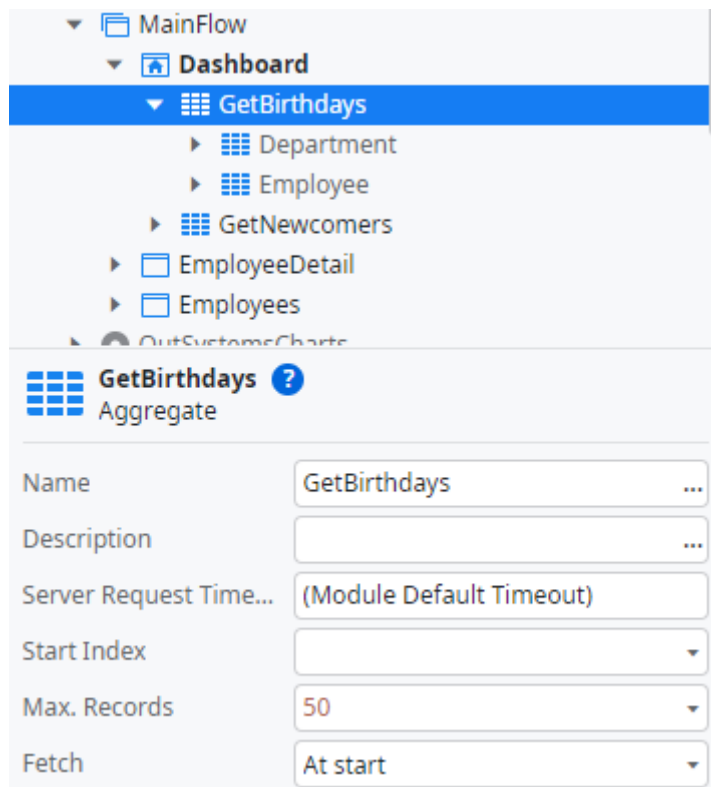 MainFlow
Dashboard
GetBirthdays
Department
Employee
GetNewcomers
EmployeeDetail
Employees
OutSystemsCharts
GetBirthdays ?
Aggregate
Name GetBirthdays ...
Description ...
Server Request Time... (Module Default Timeout)
Start Index
Max. Records 50
Fetch At start